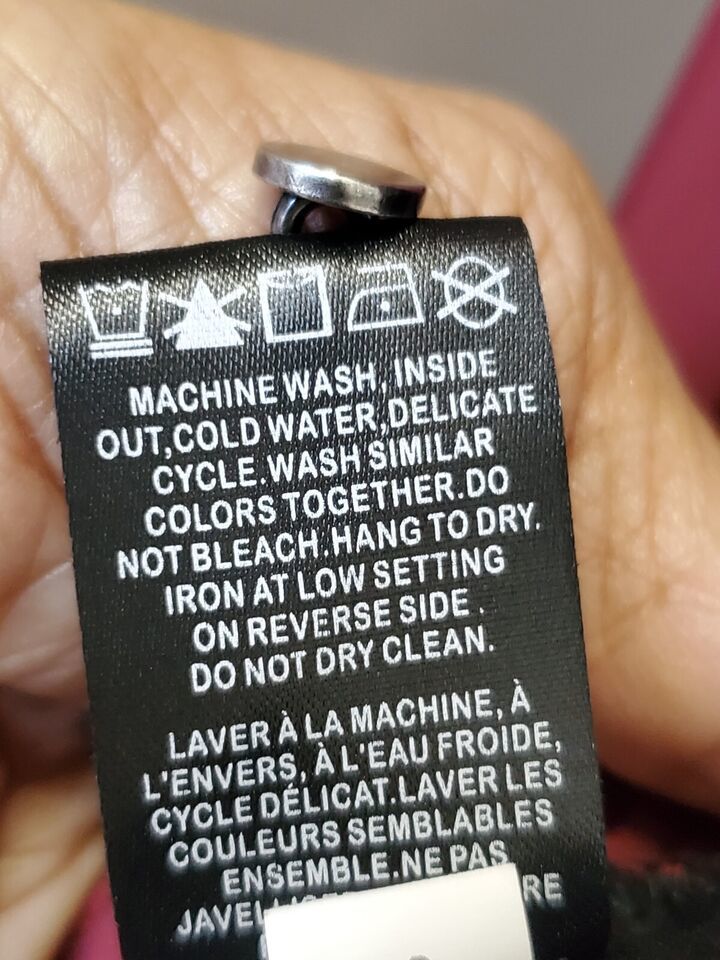 MACHINE WASH, INSIDE
OUT,COLD WATER,DELICATE
CYCLE.WASH SIMILAR
COLORS TOGETHER.DO
NOT BLEACH.HANG TO DRY.
IRON AT LOW SETTING
ON REVERSE SIDE.
DO NOT DRY CLEAN.
LAVER À LA MACHINE, À
L'ENVERS, À L'EAU FROIDE,
CYCLE DÉLICAT.LAVER LES
COULEURS SEMBLABLES
ENSEMBLE.NE PAS
RE